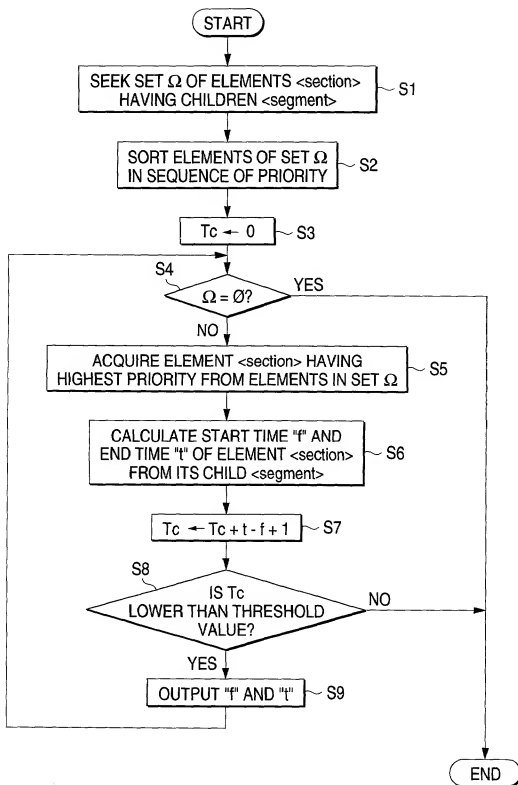 START
SEEK SET Ω OF ELEMENTS <section>
HAVING CHILDREN <segment>
S1
SORT ELEMENTS OF SET Ω
IN SEQUENCE OF PRIORITY
S2
Tc ← 0
S3
S4
Ω = Ø?
YES
NO
ACQUIRE ELEMENT <section> HAVING
HIGHEST PRIORITY FROM ELEMENTS IN SET Ω
S5
CALCULATE START TIME "f" AND
END TIME "t" OF ELEMENT <section>
FROM ITS CHILD <segment>
S6
Tc ← Tc + t - f + 1
S7
S8
IS Tc
LOWER THAN THRESHOLD
VALUE?
NO
YES
OUTPUT "f" AND "t"
S9
END